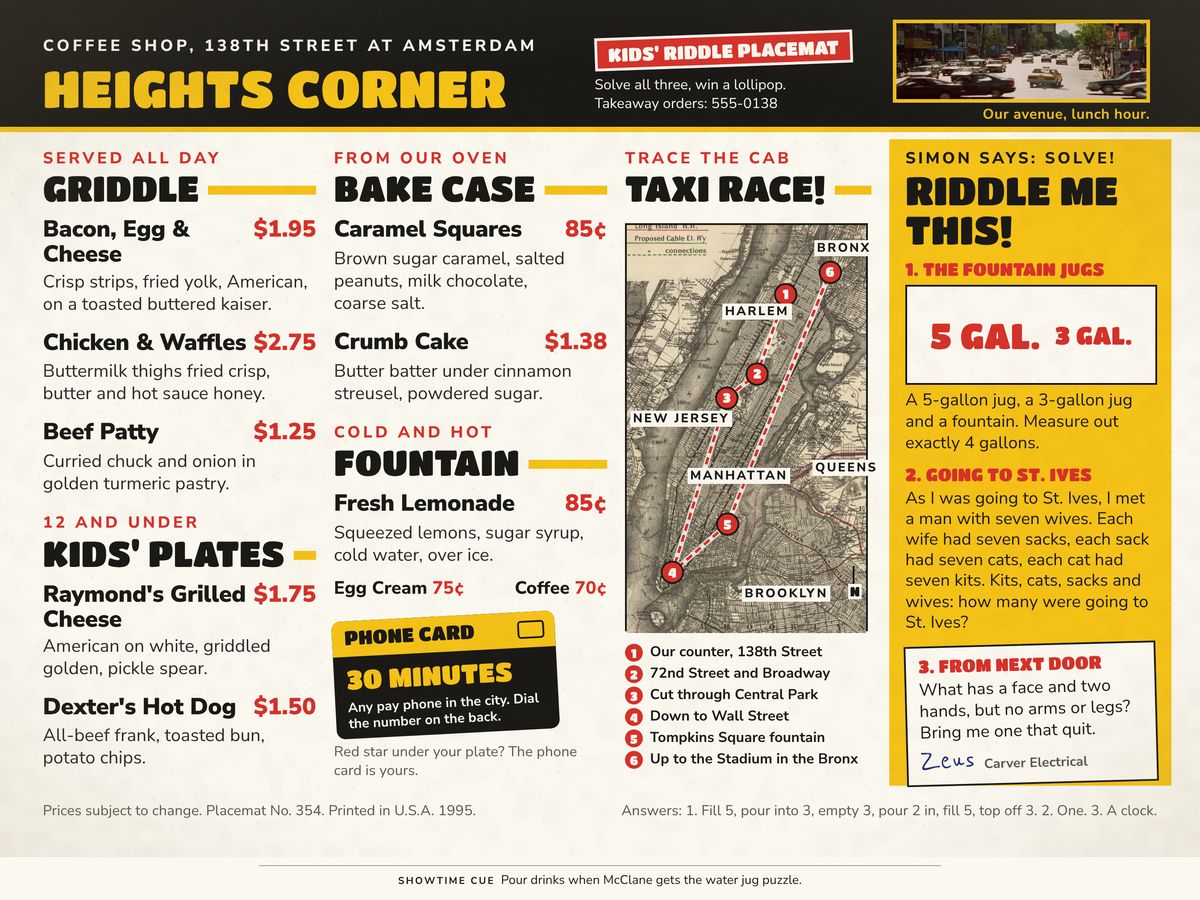 COFFEE SHOP, 138TH STREET AT AMSTERDAM
HEIGHTS CORNER
KIDS' RIDDLE PLACEMAT
Solve all three, win a lollipop.
Takeaway orders: 555-0138
Our avenue, lunch hour.
SERVED ALL DAY
GRIDDLE
Bacon, Egg & $1.95
Cheese
Crisp strips, fried yolk, American,
on a toasted buttered kaiser.
Chicken & Waffles $2.75
Buttermilk thighs fried crisp,
butter and hot sauce honey.
Beef Patty $1.25
Curried chuck and onion in
golden turmeric pastry.
12 AND UNDER
KIDS' PLATES
Raymond's Grilled $1.75
Cheese
American on white, griddled
golden, pickle spear.
Dexter's Hot Dog $1.50
All-beef frank, toasted bun,
potato chips.
FROM OUR OVEN
BAKE CASE
Caramel Squares 85¢
Brown sugar caramel, salted
peanuts, milk chocolate,
coarse salt.
Crumb Cake $1.38
Butter batter under cinnamon
streusel, powdered sugar.
COLD AND HOT
FOUNTAIN
Fresh Lemonade 85¢
Squeezed lemons, sugar syrup,
cold water, over ice.
Egg Cream 75¢ Coffee 70¢
PHONE CARD
30 MINUTES
Any pay phone in the city. Dial
the number on the back.
Red star under your plate? The phone
card is yours.
TRACE THE CAB
TAXI RACE!
Long Island R.R.
Proposed Cable El. R'y
" connections
BRONX
6
1
HARLEM
2
3
NEW JERSEY
QUEENS
MANHATTAN
5
4
BROOKLYN
N
1 Our counter, 138th Street
2 72nd Street and Broadway
3 Cut through Central Park
4 Down to Wall Street
5 Tompkins Square fountain
6 Up to the Stadium in the Bronx
SIMON SAYS: SOLVE!
RIDDLE ME
THIS!
1. THE FOUNTAIN JUGS
5 GAL. 3 GAL.
A 5-gallon jug, a 3-gallon jug
and a fountain. Measure out
exactly 4 gallons.
2. GOING TO ST. IVES
As I was going to St. Ives, I met
a man with seven wives. Each
wife had seven sacks, each sack
had seven cats, each cat had
seven kits. Kits, cats, sacks and
wives: how many were going to
St. Ives?
3. FROM NEXT DOOR
What has a face and two
hands, but no arms or legs?
Bring me one that quit.
Zeus Carver Electrical
Prices subject to change. Placemat No. 354. Printed in U.S.A. 1995.
Answers: 1. Fill 5, pour into 3, empty 3, pour 2 in, fill 5, top off 3. 2. One. 3. A clock.
SHOWTIME CUE Pour drinks when McClane gets the water jug puzzle.